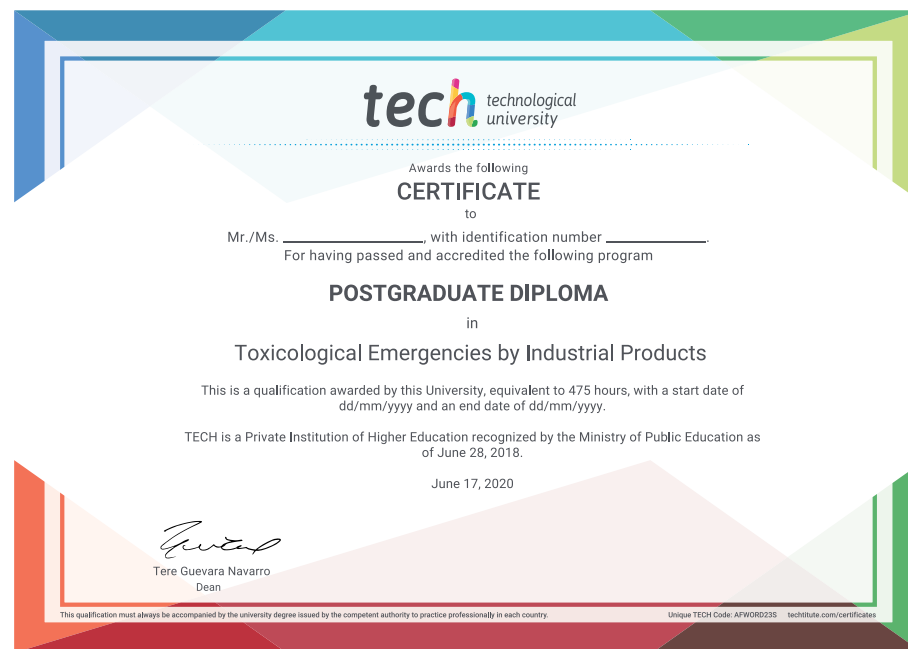 tech technological
university
Awards the following
CERTIFICATE
to
Mr./Ms. ________________, with identification number ____________.
For having passed and accredited the following program
POSTGRADUATE DIPLOMA
in
Toxicological Emergencies by Industrial Products
This is a qualification awarded by this University, equivalent to 475 hours, with a start date of
dd/mm/yyyy and an end date of dd/mm/yyyy.
TECH is a Private Institution of Higher Education recognized by the Ministry of Public Education as
of June 28, 2018.
June 17, 2020
Tere Guevara Navarro
Dean
This qualification must always be accompanied by the university degree issued by the competent authority to practice professionally in each country. Unique TECH Code: AFWORD23S techtitute.com/certificates